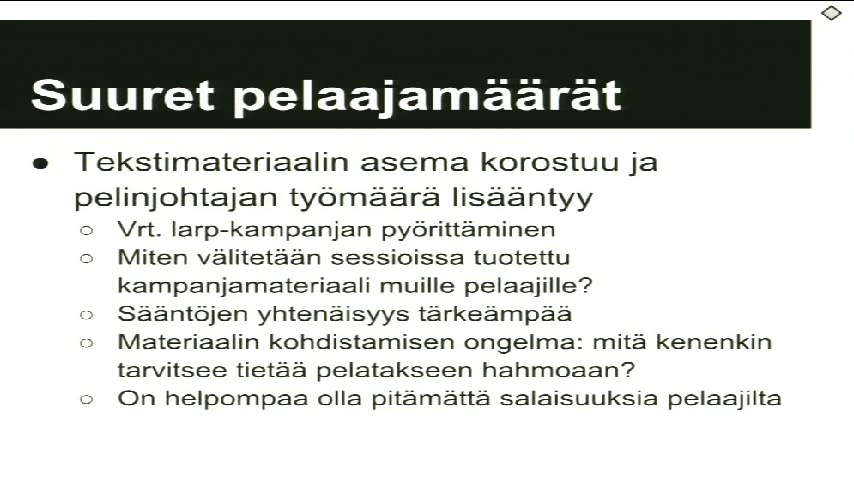 Suuret pelaajamäärät
● Tekstimateriaalin asema korostuu ja
pelinjohtajan työmäärä lisääntyy
○ Vrt. larp-kampanjan pyörittäminen
○ Miten välitetään sessioissa tuotettu
kampanjamateriaali muille pelaajille?
○ Sääntöjen yhtenäisyys tärkeämpää
○ Materiaalin kohdistamisen ongelma: mitä kenenkin
tarvitsee tietää pelatakseen hahmoaan?
○ On helpompaa olla pitämättä salaisuuksia pelaajilta